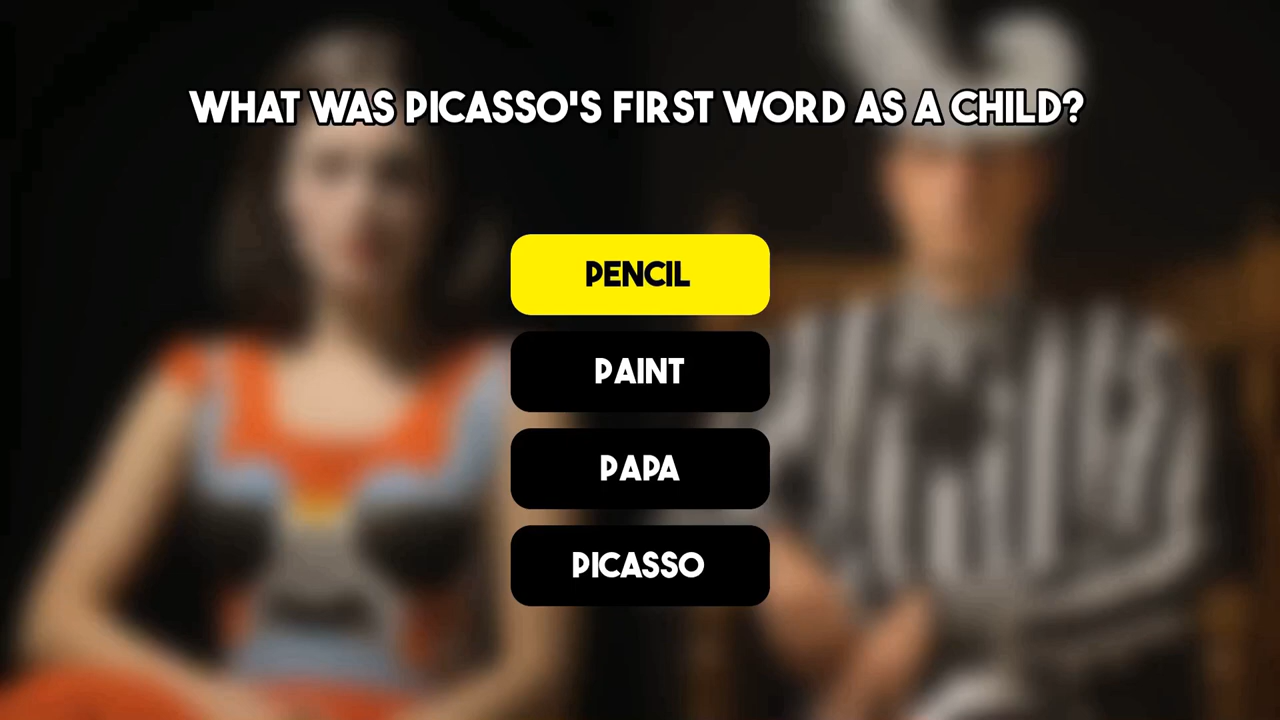 WHAT WAS PICASSO'S FIRST WORD AS A CHILD?
PENCIL
PAINT
PAPA
PICASSO